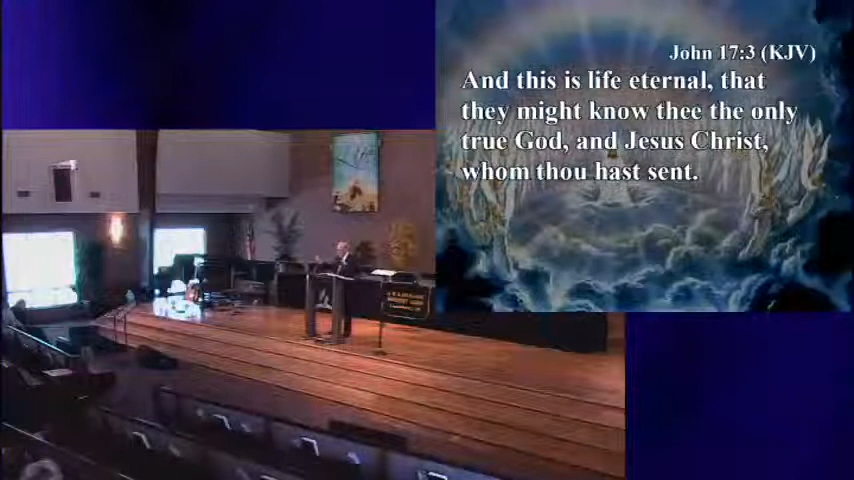 John 17:3 (KJV)
And this is life eternal, that
they might know thee the only
true God, and Jesus Christ,
whom thou hast sent.